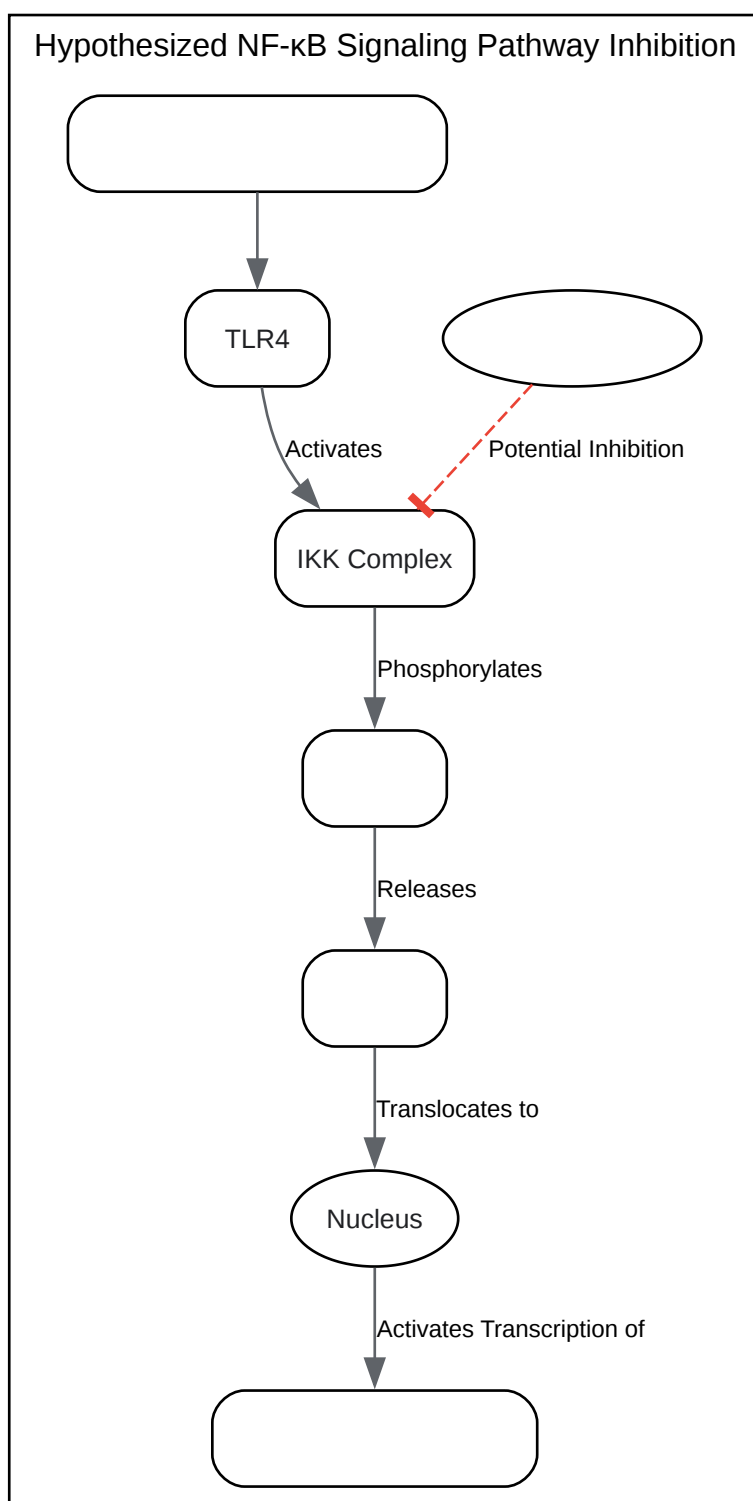 Hypothesized NF-κB Signaling Pathway Inhibition
TLR4
Activates
Potential Inhibition
IKK Complex
Phosphorylates
Releases
Translocates to
Nucleus
Activates Transcription of